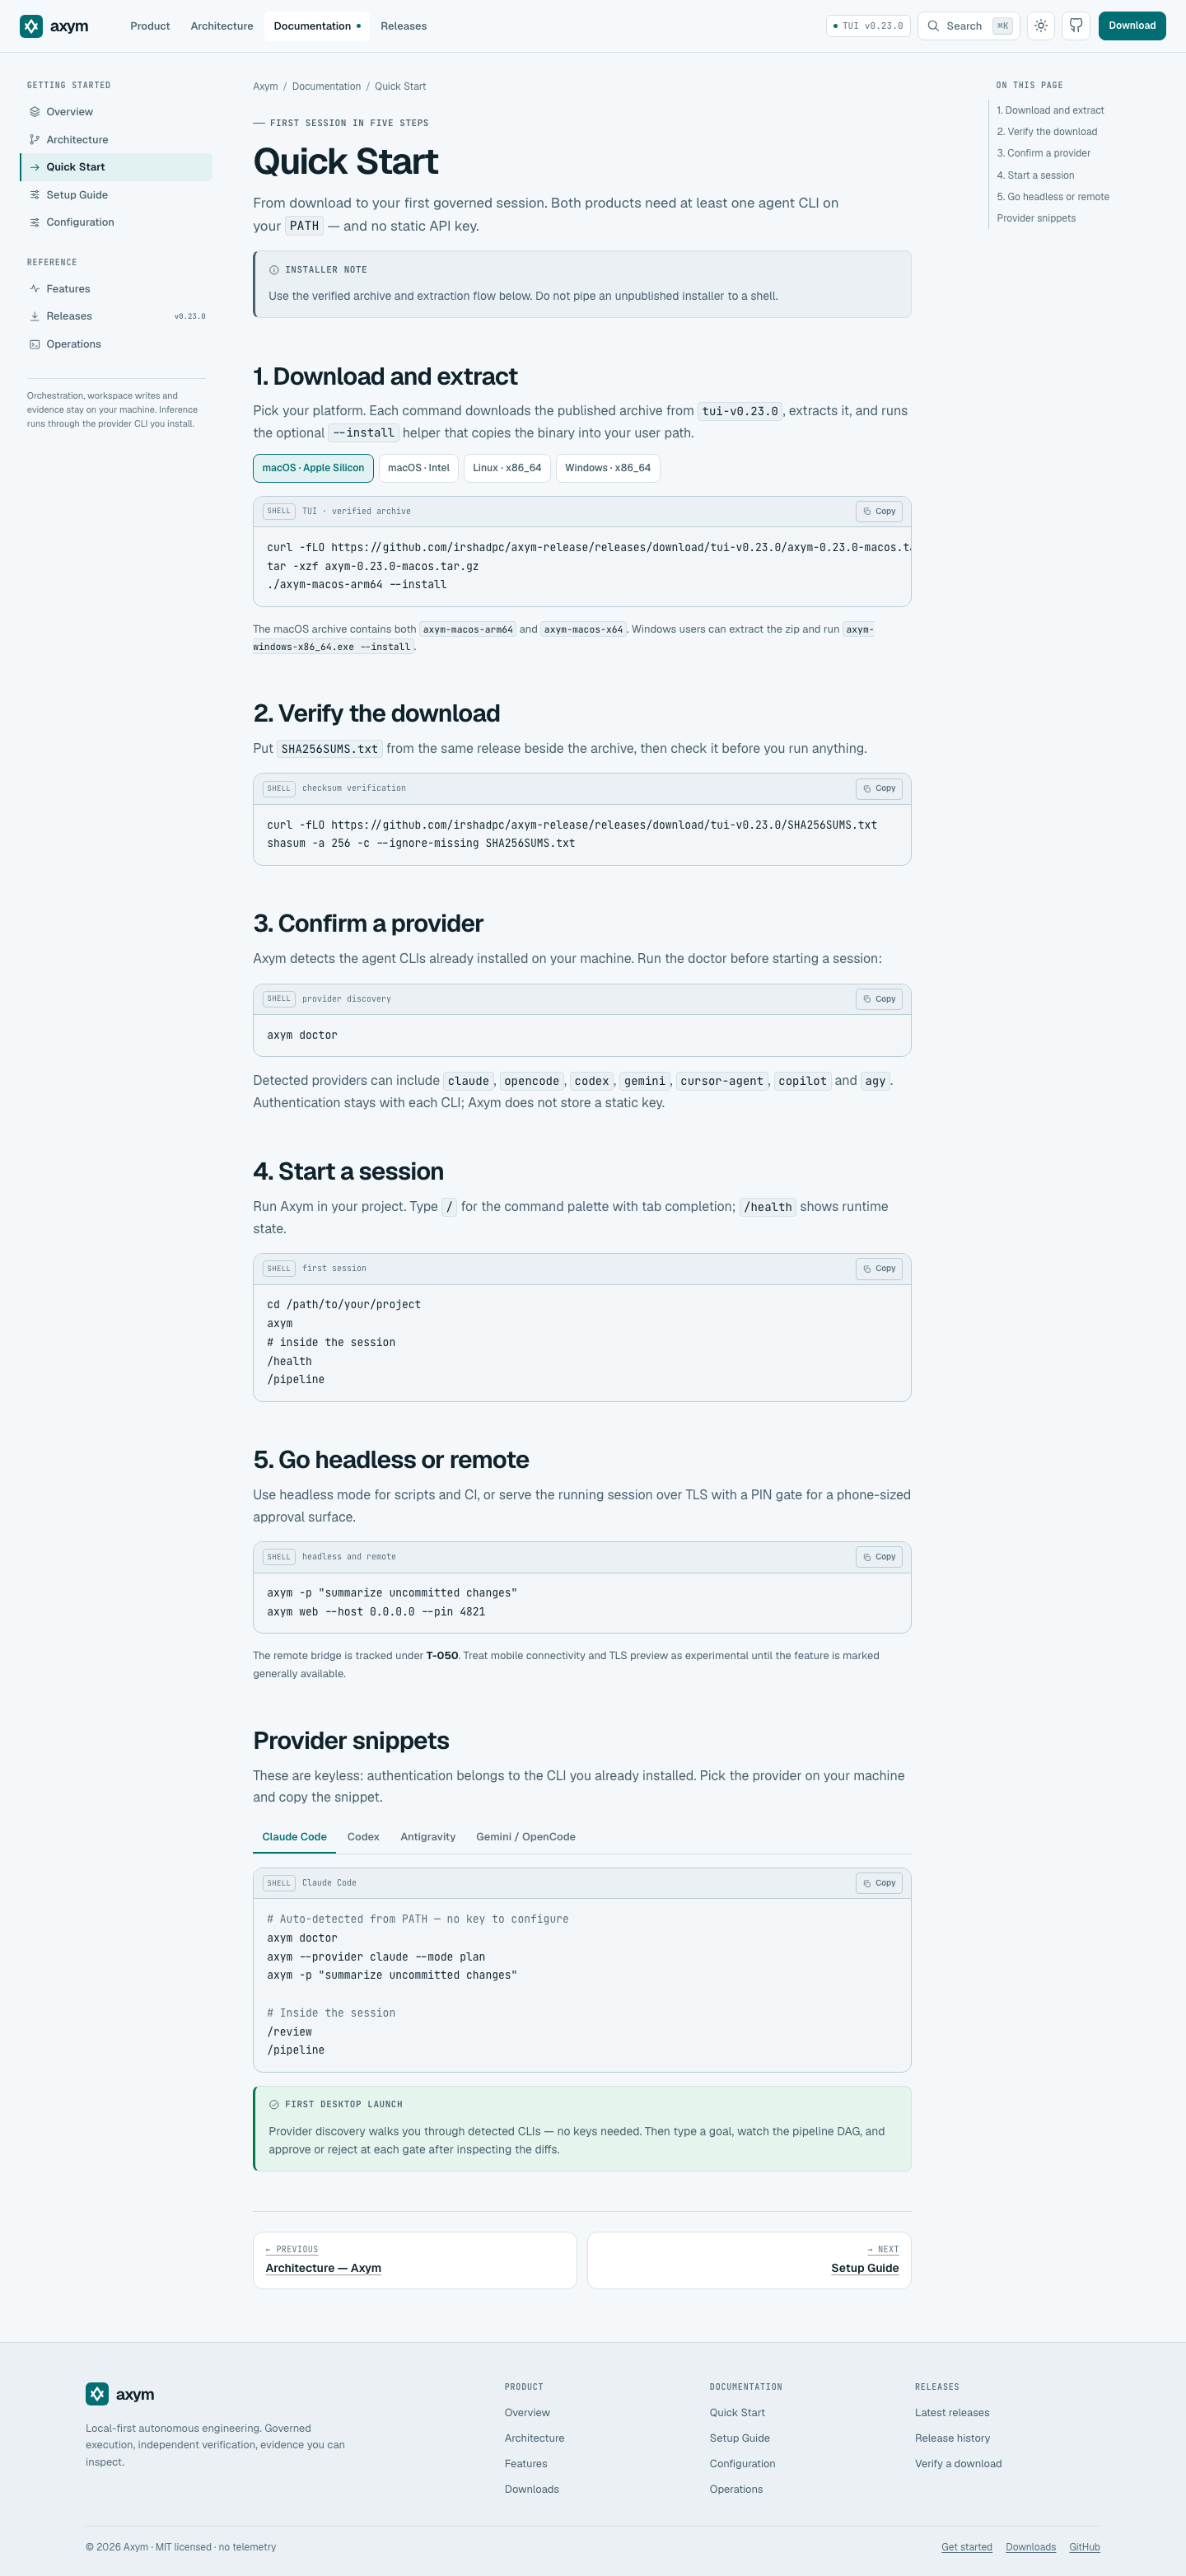 axym
Product
Architecture
Documentation
Releases
TUI v0.23.0
Search
⌘K
Download
GETTING STARTED
Overview
Architecture
Quick Start
Setup Guide
Configuration
REFERENCE
Features
Releases
v0.23.0
Operations
Orchestration, workspace writes and
evidence stay on your machine. Inference
runs through the provider CLI you install.
Axym / Documentation / Quick Start
FIRST SESSION IN FIVE STEPS
Quick Start
From download to your first governed session. Both products need at least one agent CLI on
your PATH — and no static API key.
INSTALLER NOTE
Use the verified archive and extraction flow below. Do not pipe an unpublished installer to a shell.
1. Download and extract
Pick your platform. Each command downloads the published archive from tui-v0.23.0, extracts it, and runs
the optional --install helper that copies the binary into your user path.
macOS · Apple Silicon
macOS · Intel
Linux · x86_64
Windows · x86_64
SHELL TUI · verified archive
Copy
curl -fLO https://github.com/irshadpc/axym-release/releases/download/tui-v0.23.0/axym-0.23.0-macos.ta
tar -xzf axym-0.23.0-macos.tar.gz
./axym-macos-arm64 --install
The macOS archive contains both axym-macos-arm64 and axym-macos-x64. Windows users can extract the zip and run axym-
windows-x86_64.exe --install.
2. Verify the download
Put SHA256SUMS.txt from the same release beside the archive, then check it before you run anything.
SHELL checksum verification
Copy
curl -fLO https://github.com/irshadpc/axym-release/releases/download/tui-v0.23.0/SHA256SUMS.txt
shasum -a 256 -c --ignore-missing SHA256SUMS.txt
3. Confirm a provider
Axym detects the agent CLIs already installed on your machine. Run the doctor before starting a session:
SHELL provider discovery
Copy
axym doctor
Detected providers can include claude, opencode, codex, gemini, cursor-agent, copilot and agy.
Authentication stays with each CLI; Axym does not store a static key.
4. Start a session
Run Axym in your project. Type / for the command palette with tab completion; /health shows runtime
state.
SHELL first session
Copy
cd /path/to/your/project
axym
# inside the session
/health
/pipeline
5. Go headless or remote
Use headless mode for scripts and CI, or serve the running session over TLS with a PIN gate for a phone-sized
approval surface.
SHELL headless and remote
Copy
axym -p "summarize uncommitted changes"
axym web --host 0.0.0.0 --pin 4821
The remote bridge is tracked under T-050. Treat mobile connectivity and TLS preview as experimental until the feature is marked
generally available.
Provider snippets
These are keyless: authentication belongs to the CLI you already installed. Pick the provider on your machine
and copy the snippet.
Claude Code
Codex
Antigravity
Gemini / OpenCode
SHELL Claude Code
Copy
# Auto-detected from PATH — no key to configure
axym doctor
axym --provider claude --mode plan
axym -p "summarize uncommitted changes"
# Inside the session
/review
/pipeline
FIRST DESKTOP LAUNCH
Provider discovery walks you through detected CLIs — no keys needed. Then type a goal, watch the pipeline DAG, and
approve or reject at each gate after inspecting the diffs.
← PREVIOUS
Architecture — Axym
→ NEXT
Setup Guide
ON THIS PAGE
1. Download and extract
2. Verify the download
3. Confirm a provider
4. Start a session
5. Go headless or remote
Provider snippets
axym
Local-first autonomous engineering. Governed
execution, independent verification, evidence you can
inspect.
PRODUCT
Overview
Architecture
Features
Downloads
DOCUMENTATION
Quick Start
Setup Guide
Configuration
Operations
RELEASES
Latest releases
Release history
Verify a download
© 2026 Axym · MIT licensed · no telemetry
Get started
Downloads
GitHub